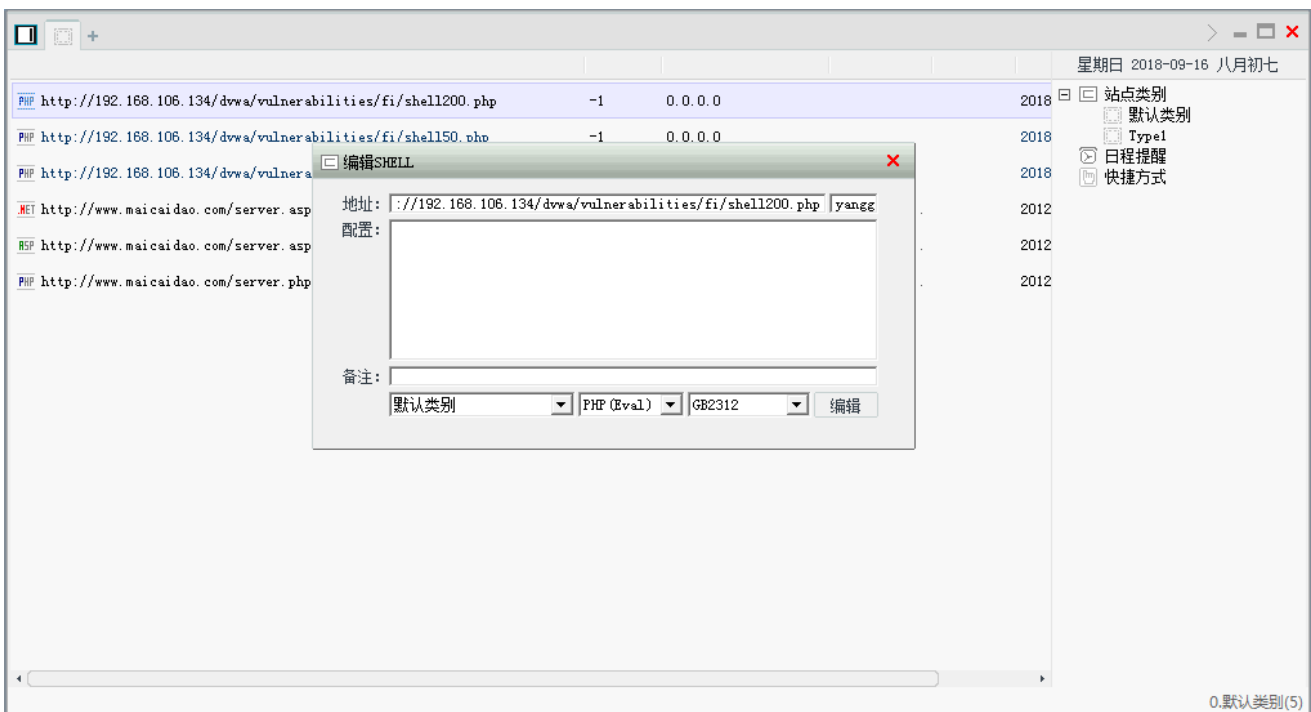 +
星期日 2018-09-16 八月初七
PHP http://192.168.106.134/dvwa/vulnerabilities/fi/shell200.php -1 0.0.0.0 2018
PHP http://192.168.106.134/dvwa/vulnerabilities/fi/shell50.php -1 0.0.0.0 2018
PHP http://192.168.106.134/dvwa/vulnera 2018
.NET http://www.maicaidao.com/server.asp . 2012
ASP http://www.maicaidao.com/server.asp . 2012
PHP http://www.maicaidao.com/server.php . 2012
编辑SHELL
地址: ://192.168.106.134/dvwa/vulnerabilities/fi/shell200.php yangg
配置:
备注:
默认类别 PHP(Eval) GB2312 编辑
站点类别
默认类别
Type1
日程提醒
快捷方式
0.默认类别(5)